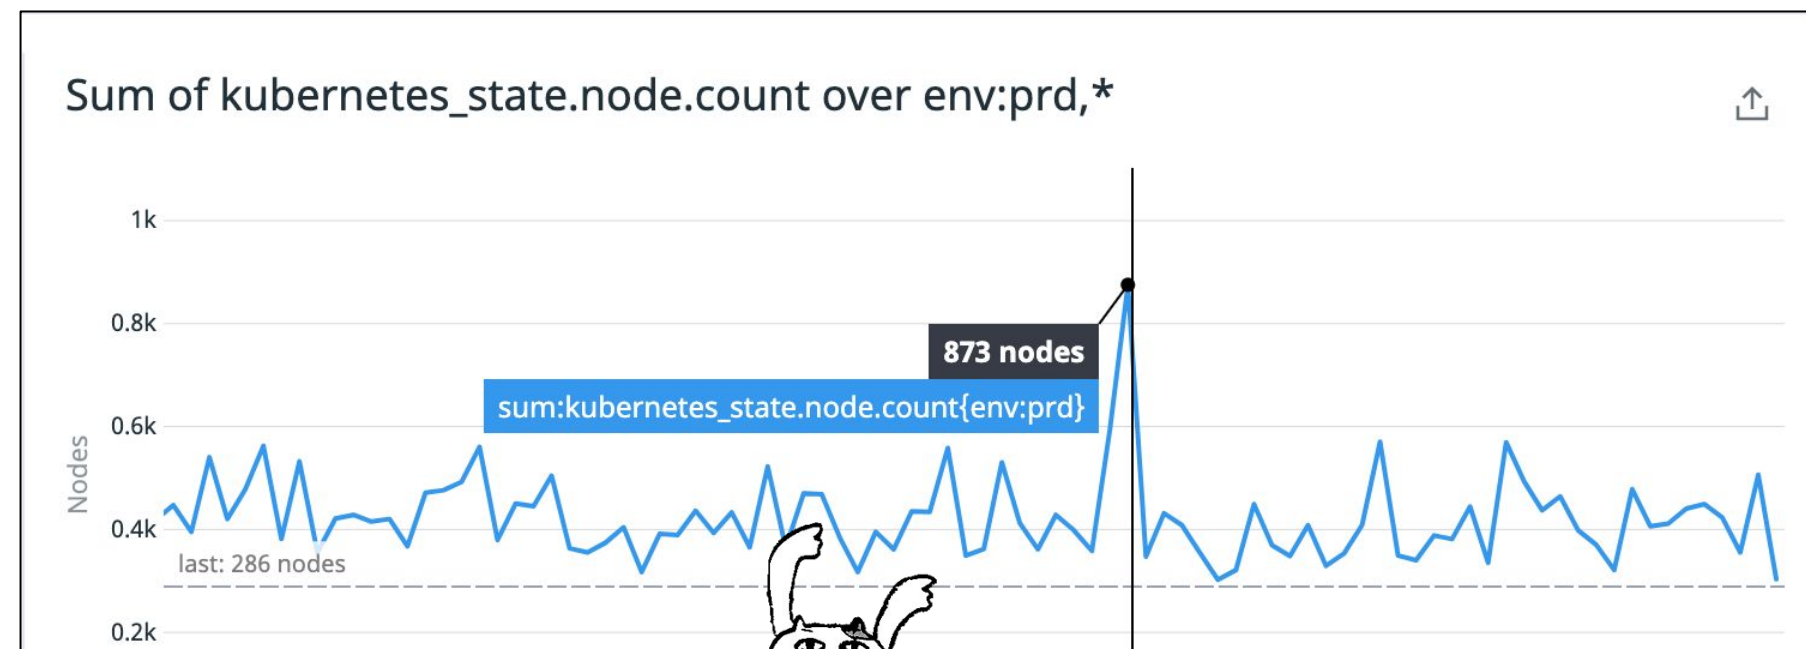 Sum of kubernetes_state.node.count over env:prd,*
1k
0.8k
873 nodes
sum:kubernetes_state.node.count{env:prd}
0.6k
Nodes
0.4k
last: 286 nodes
0.2k